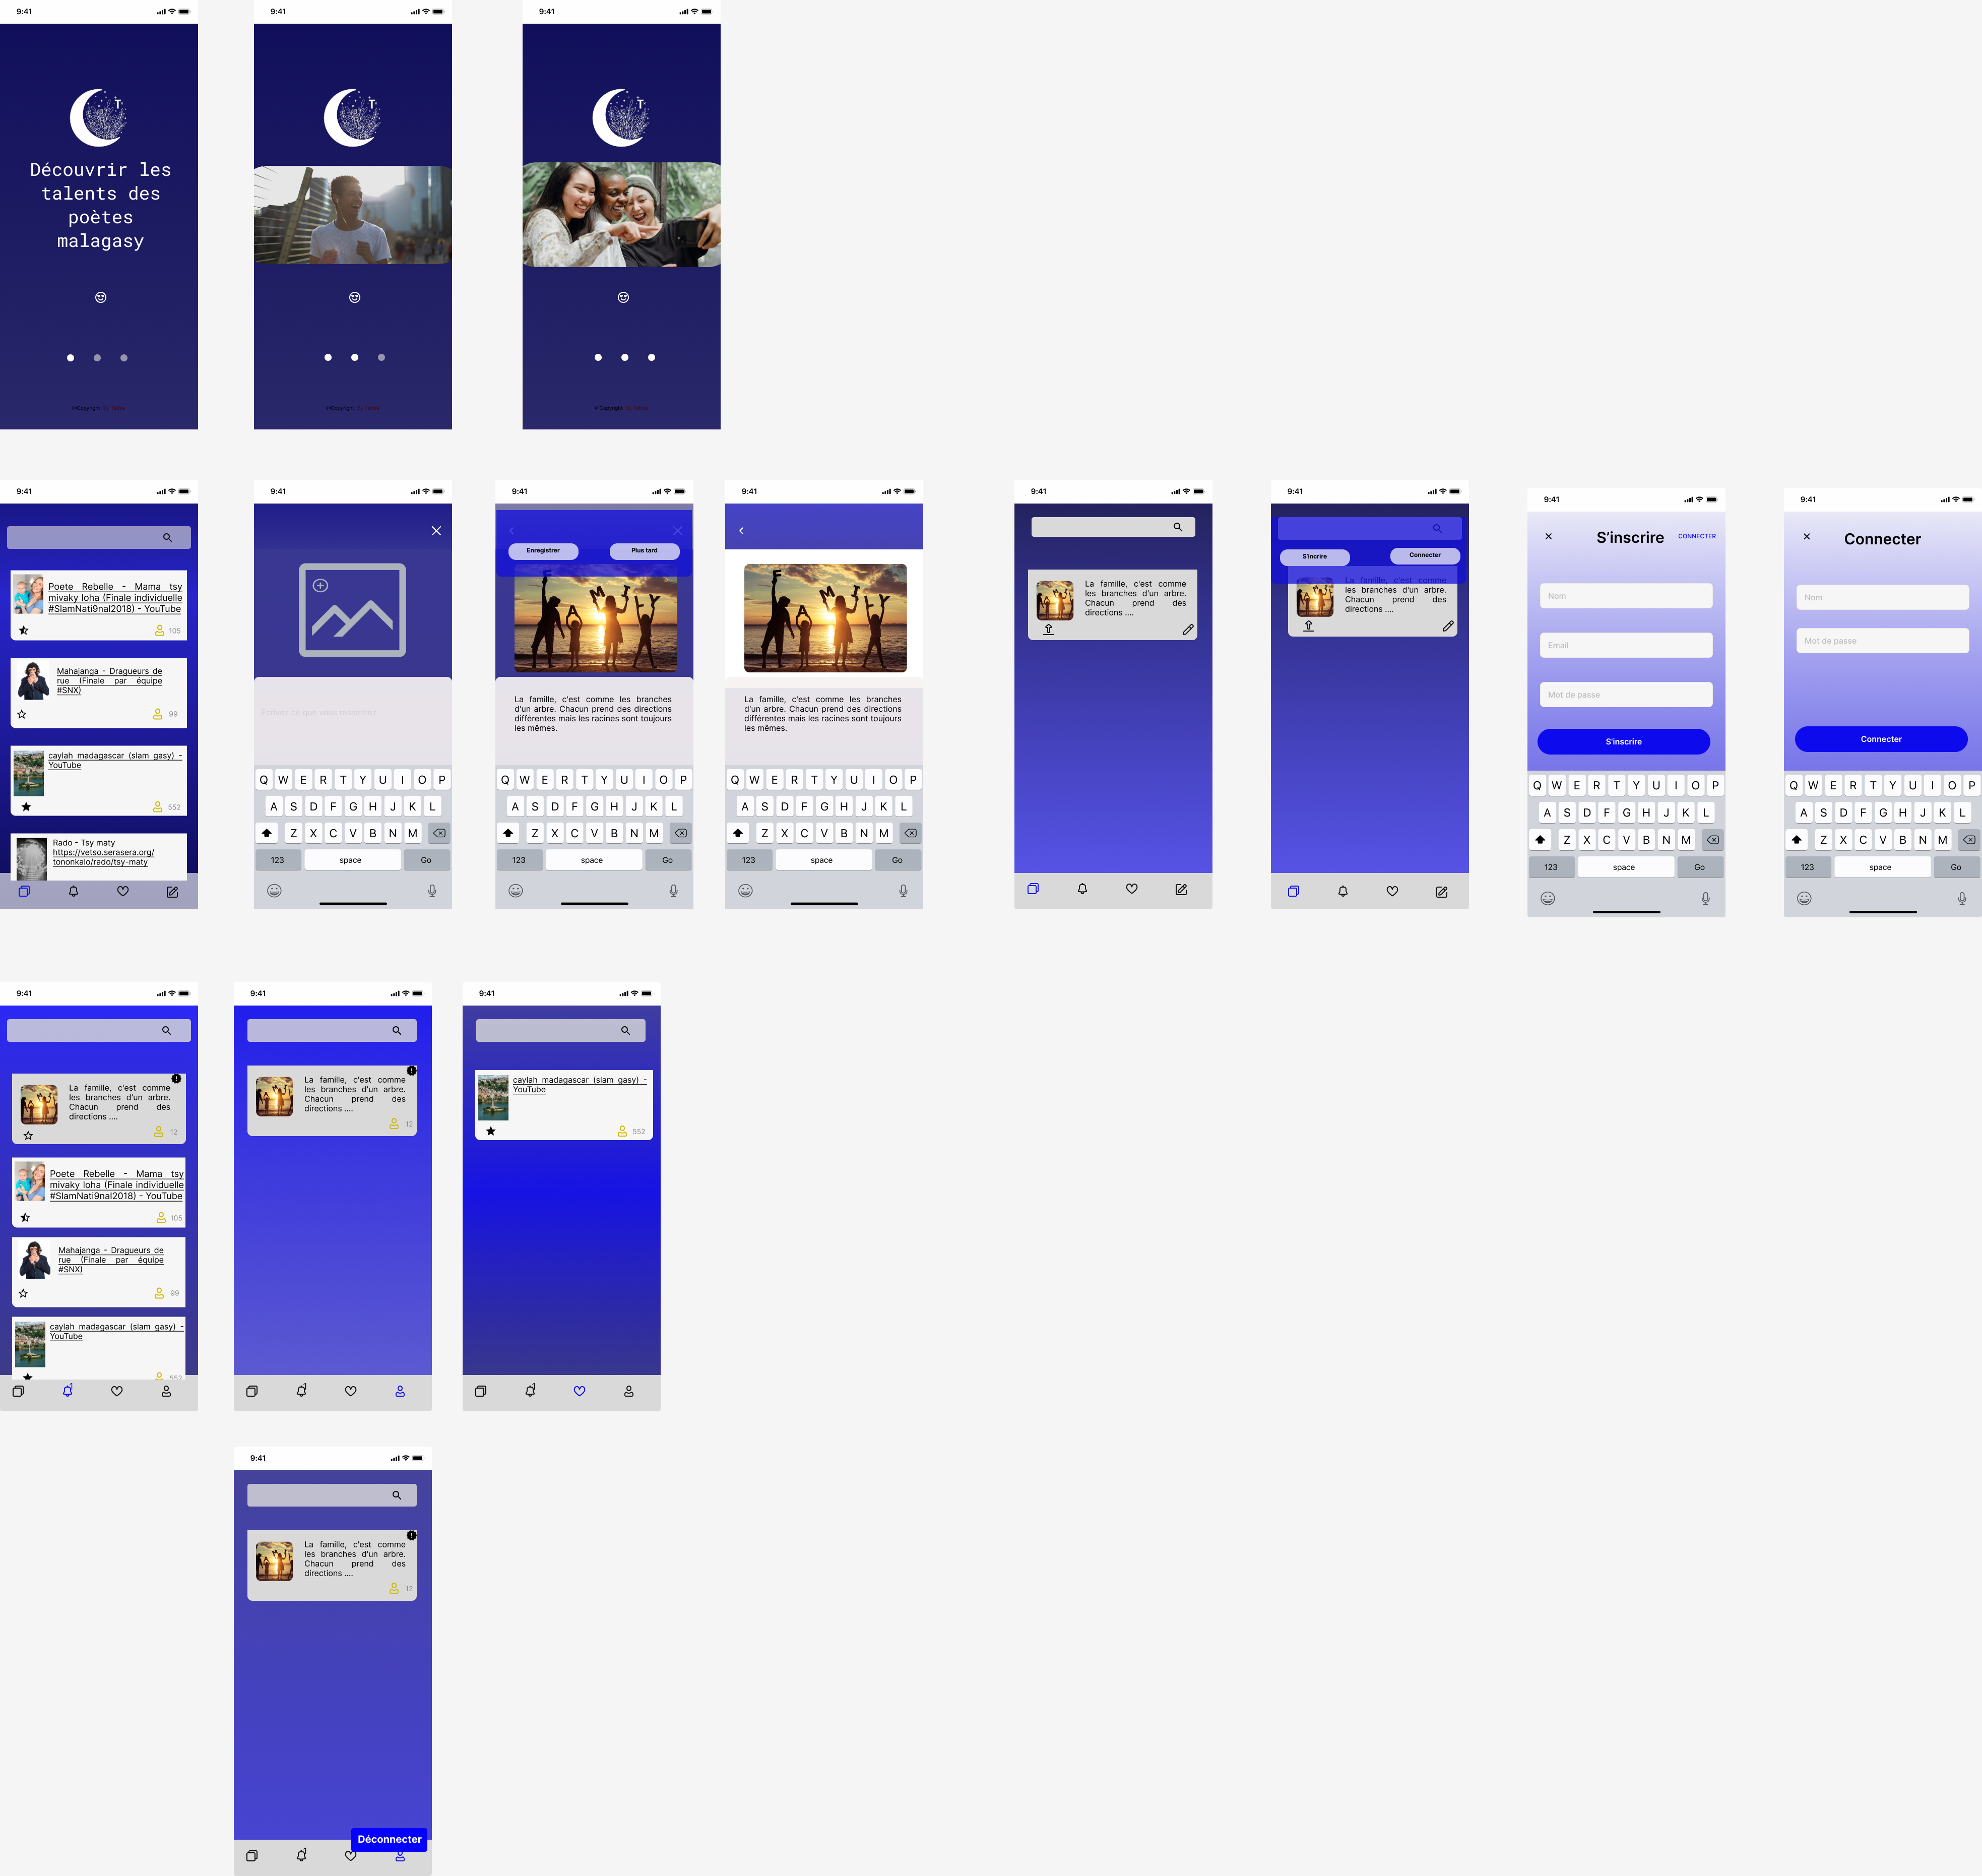 9:41
T
Découvrir les
talents des
poètes
malagasy
@Copyright By Tahiry
9:41
T
@Copyright By Tahiry
9:41
T
@Copyright By Tahiry
9:41
Poete Rebelle - Mama tsy
mivaky loha (Finale individuelle
#SlamNati9nal2018) - YouTube
105
Mahajanga - Dragueurs de
rue (Finale par équipe
#SNX)
99
caylah madagascar (slam gasy) -
YouTube
552
Rado - Tsy maty
https://vetso.serasera.org/
tononkalo/rado/tsy-maty
9:41
Ecrivez ce que vous ressentez
Q W E R T Y U I O P
A S D F G H J K L
Z X C V B N M
123 space Go
9:41
Enregistrer Plus tard
FAMILY
La famille, c'est comme les branches
d'un arbre. Chacun prend des directions
différentes mais les racines sont toujours
les mêmes.
Q W E R T Y U I O P
A S D F G H J K L
Z X C V B N M
123 space Go
9:41
FAMILY
La famille, c'est comme les branches
d'un arbre. Chacun prend des directions
différentes mais les racines sont toujours
les mêmes.
Q W E R T Y U I O P
A S D F G H J K L
Z X C V B N M
123 space Go
9:41
La famille, c'est comme
les branches d'un arbre.
Chacun prend des
directions ....
9:41
S'incrire Connecter
La famille, c'est comme
les branches d'un arbre.
Chacun prend des
directions ....
9:41
S'inscrire CONNECTER
Nom
Email
Mot de passe
S'inscrire
Q W E R T Y U I O P
A S D F G H J K L
Z X C V B N M
123 space Go
9:41
Connecter
Nom
Mot de passe
Connecter
Q W E R T Y U I O P
A S D F G H J K L
Z X C V B N M
123 space Go
9:41
La famille, c'est comme
les branches d'un arbre.
Chacun prend des
directions ....
12
Poete Rebelle - Mama tsy
mivaky loha (Finale individuelle
#SlamNati9nal2018) - YouTube
105
Mahajanga - Dragueurs de
rue (Finale par équipe
#SNX)
99
caylah madagascar (slam gasy) -
YouTube
552
1
9:41
La famille, c'est comme
les branches d'un arbre.
Chacun prend des
directions ....
12
1
9:41
caylah madagascar (slam gasy) -
YouTube
552
1
9:41
La famille, c'est comme
les branches d'un arbre.
Chacun prend des
directions ....
12
Déconnecter
1